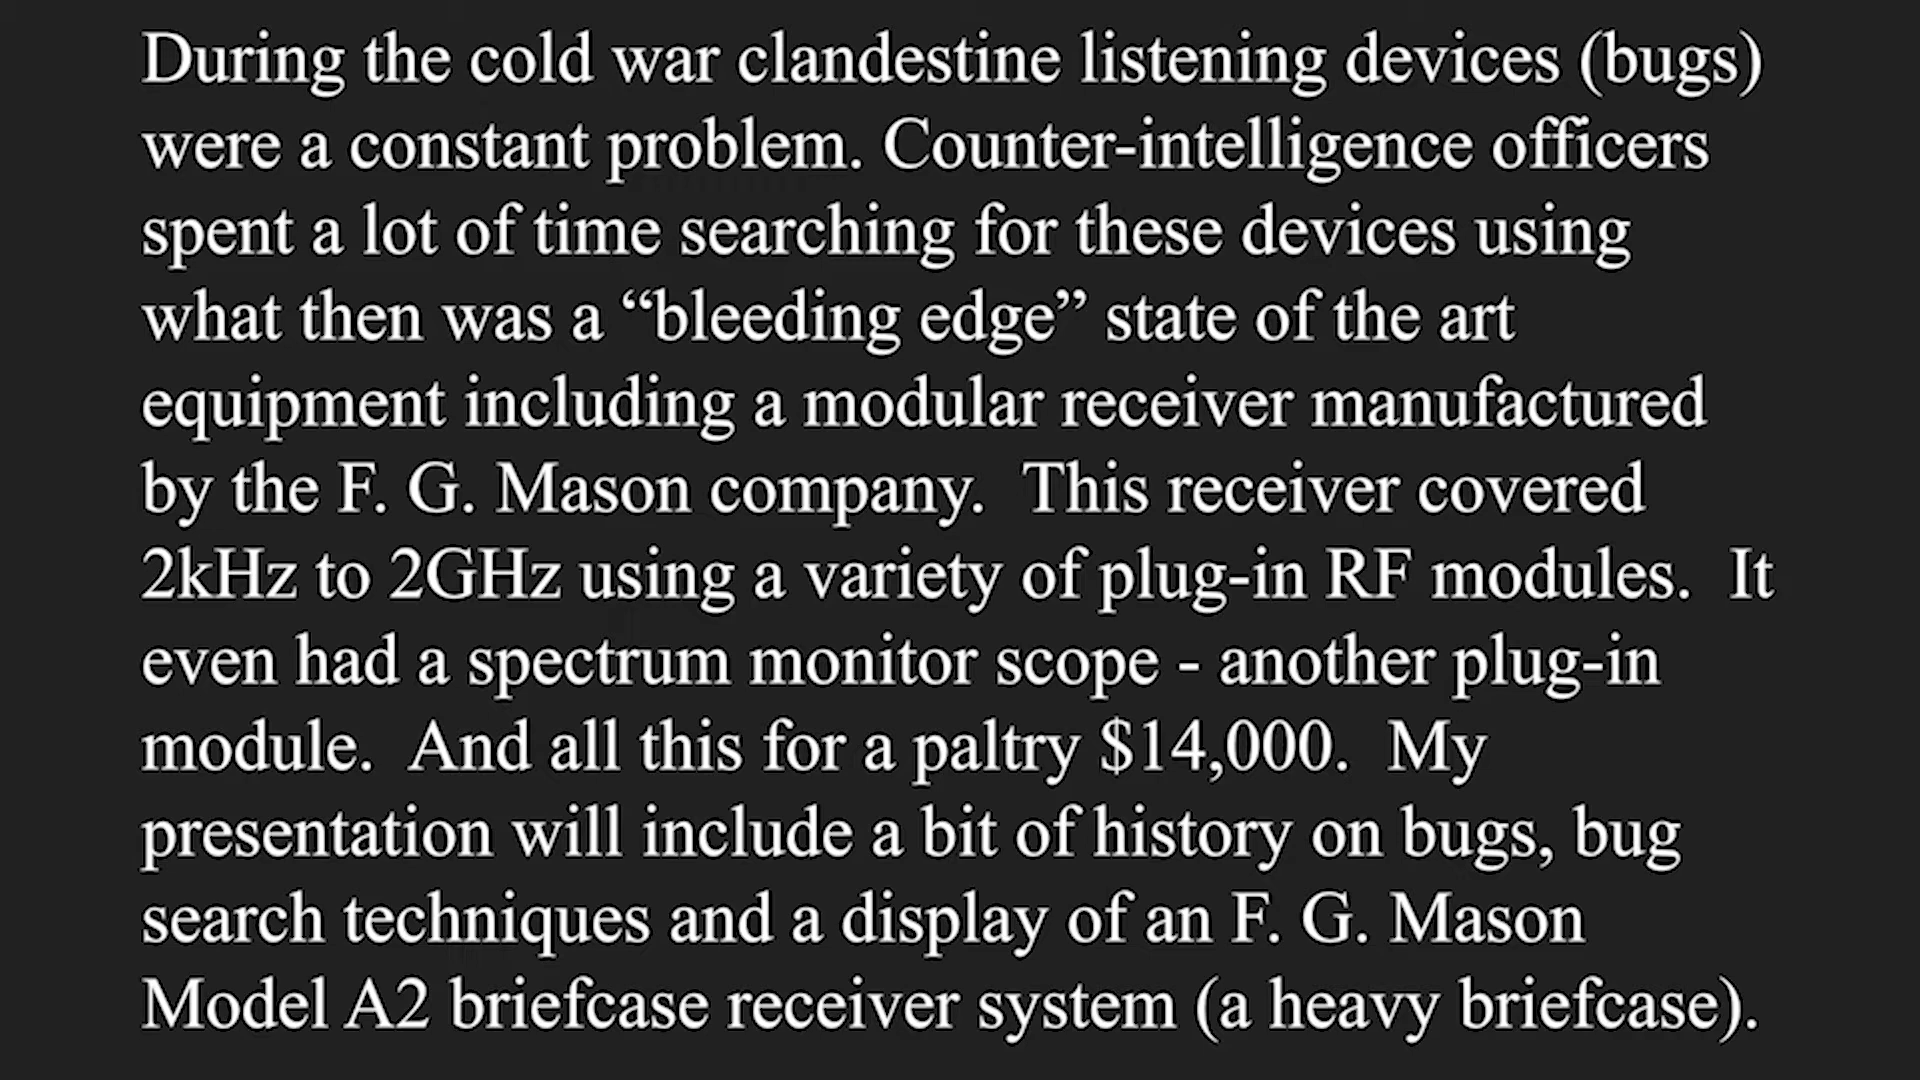 During the cold war clandestine listening devices (bugs)
were a constant problem. Counter-intelligence officers
spent a lot of time searching for these devices using
what then was a “bleeding edge” state of the art
equipment including a modular receiver manufactured
by the F. G. Mason company.  This receiver covered
2kHz to 2GHz using a variety of plug-in RF modules.  It
even had a spectrum monitor scope - another plug-in
module.  And all this for a paltry $14,000.  My
presentation will include a bit of history on bugs, bug
search techniques and a display of an F. G. Mason
Model A2 briefcase receiver system (a heavy briefcase).